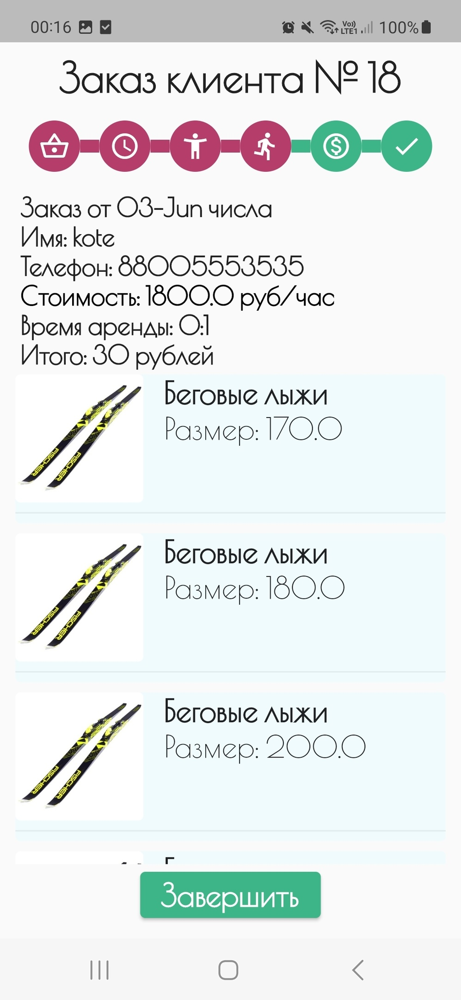 00:16
Vo)) LTE1 100%
Заказ клиента № 18
Заказ от 03-Jun числа
Имя: kote
Телефон: 88005553535
Стоимость: 1800.0 руб/час
Время аренды: 0:1
Итого: 30 рублей
Беговые лыжи
Размер: 170.0
FISCHER
FISCHER
Беговые лыжи
Размер: 180.0
FISCHER
FISCHER
Беговые лыжи
Размер: 200.0
FISCHER
FISCHER
Завершить